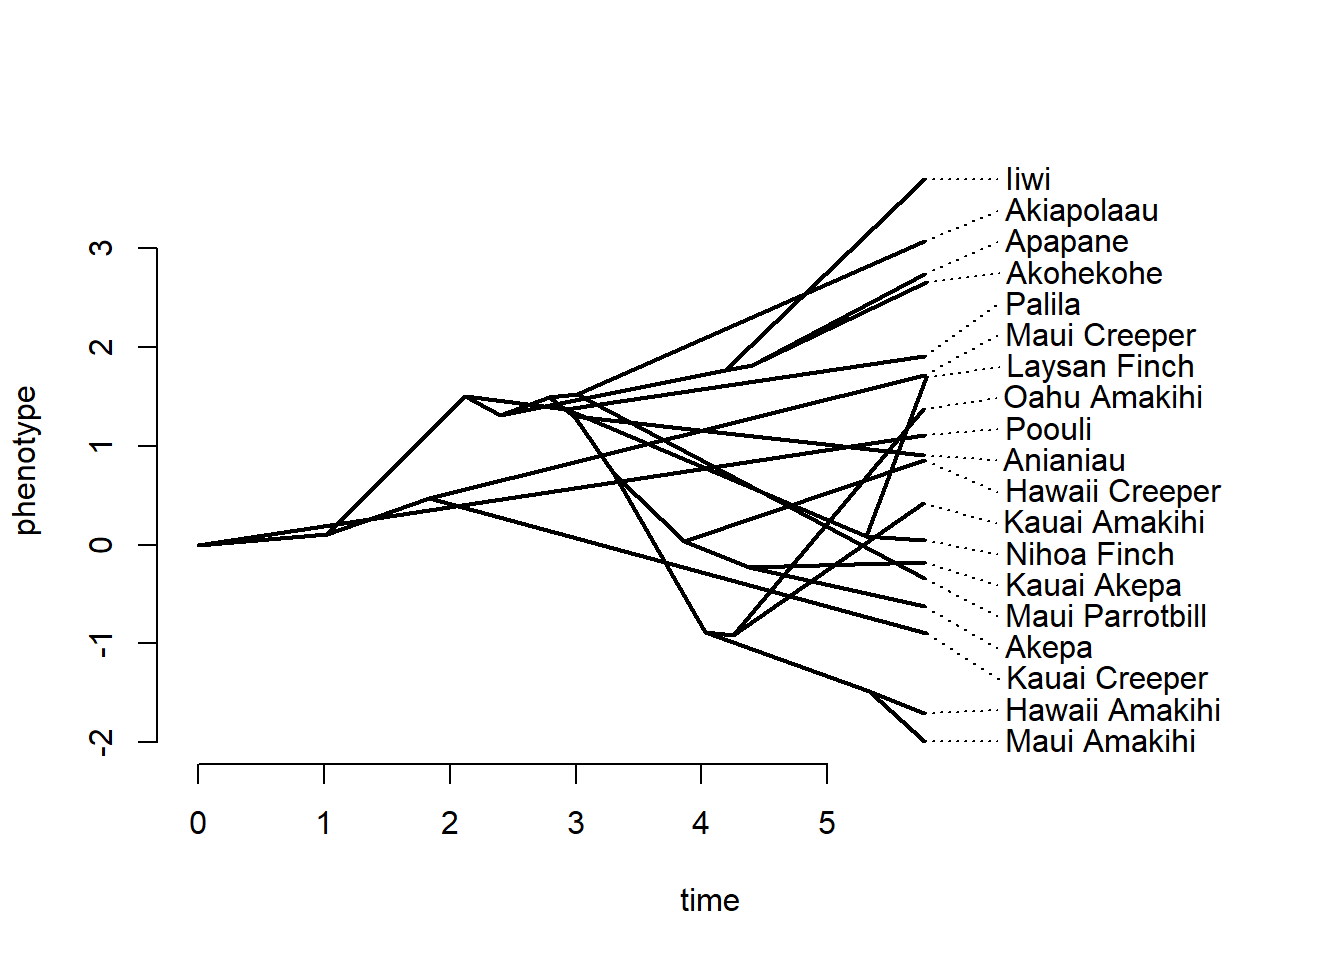 Iiwi
Akiapolaau
Apapane
Akohekohe
Palila
Maui Creeper
Laysan Finch
Oahu Amakihi
Poouli
Anianiau
Hawaii Creeper
Kauai Amakihi
Nihoa Finch
Kauai Akepa
Maui Parrotbill
Akepa
Kauai Creeper
Hawaii Amakihi
Maui Amakihi
phenotype
3
2
1
0
-1
-2
0 1 2 3 4 5
time